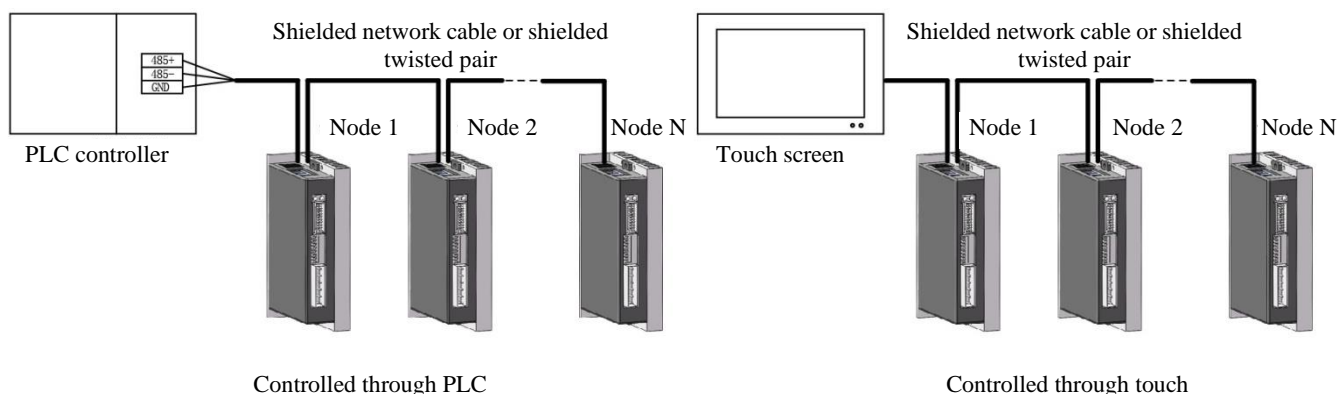 Shielded network cable or shielded
twisted pair
485+
485-
GND
Node 1
Node 2
Node N
PLC controller
Controlled through PLC
Shielded network cable or shielded
twisted pair
Node 1
Node 2
Node N
Touch screen
Controlled through touch